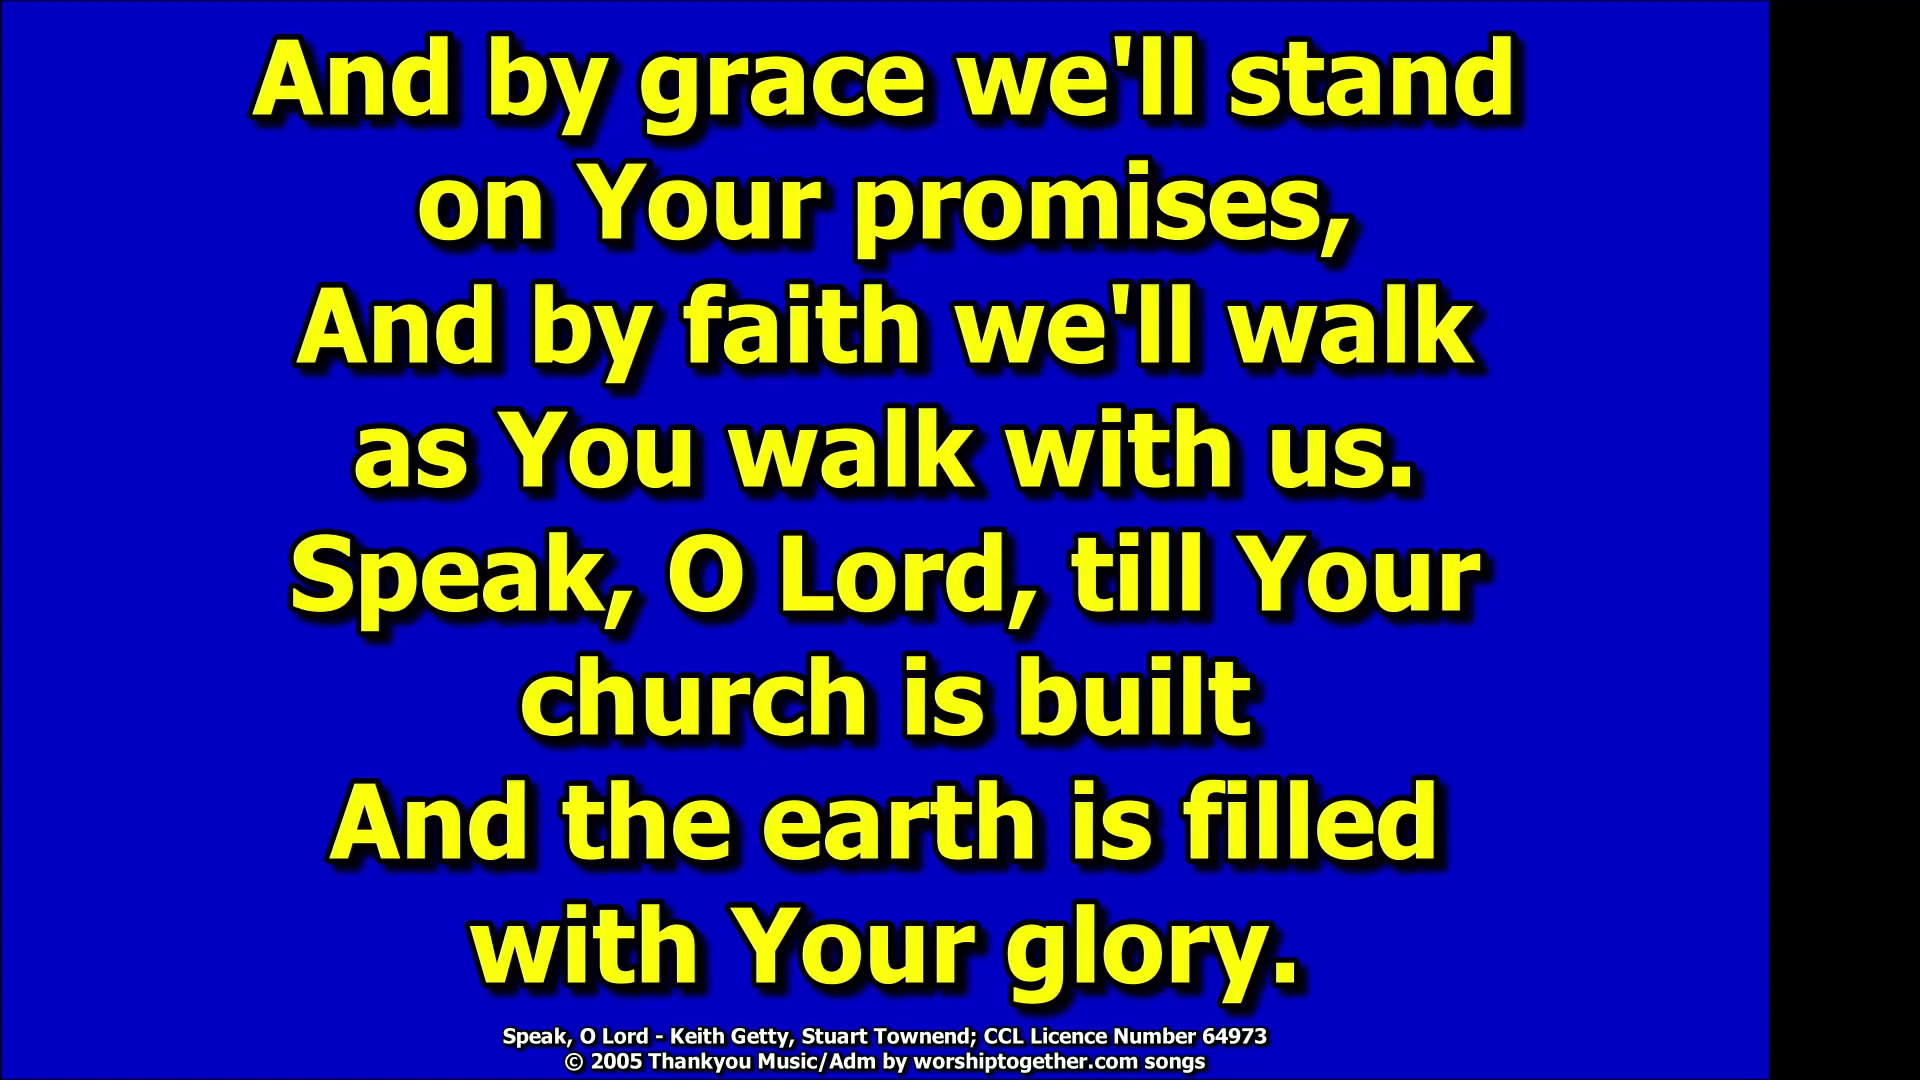 And by grace we'll stand
on Your promises,
And by faith we'll walk
as You walk with us.
Speak, O Lord, till Your
church is built
And the earth is filled
with Your glory.
Speak, O Lord - Keith Getty, Stuart Townend; CCL Licence Number 64973
© 2005 Thankyou Music/Adm by worshiptogether.com songs